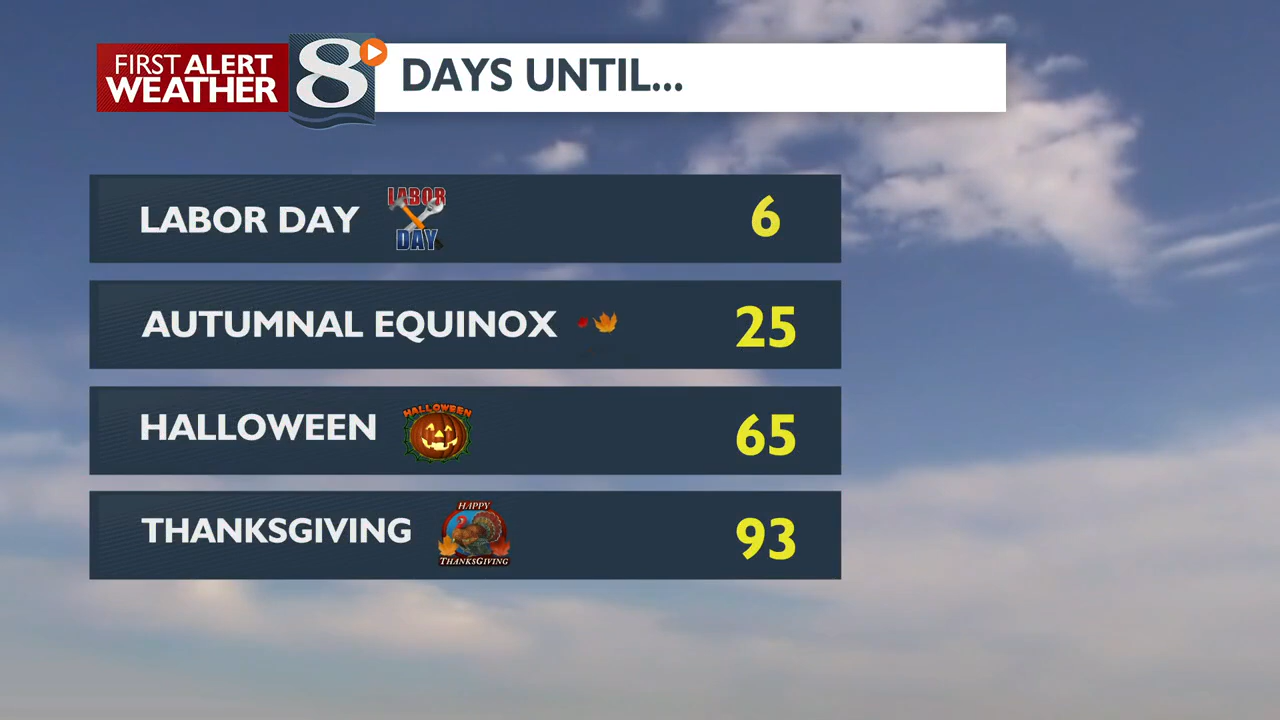 FIRST ALERT
WEATHER
8
DAYS UNTIL...
LABOR DAY
LABOR
DAY
6
AUTUMNAL EQUINOX
25
HALLOWEEN
HALLOWEEN
65
THANKSGIVING
HAPPY
THANKSGIVING
93